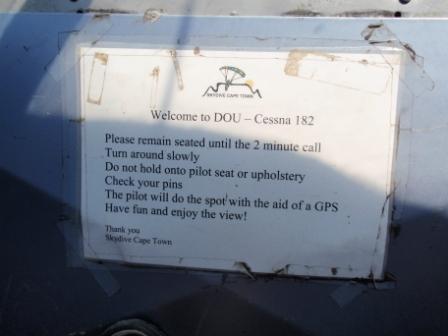 SKYDIVE CAPE TOWN
Welcome to DOU – Cessna 182
Please remain seated until the 2 minute call
Turn around slowly
Do not hold onto pilot seat or upholstery
Check your pins
The pilot will do the spot with the aid of a GPS
Have fun and enjoy the view!
Thank you
Skydive Cape Town